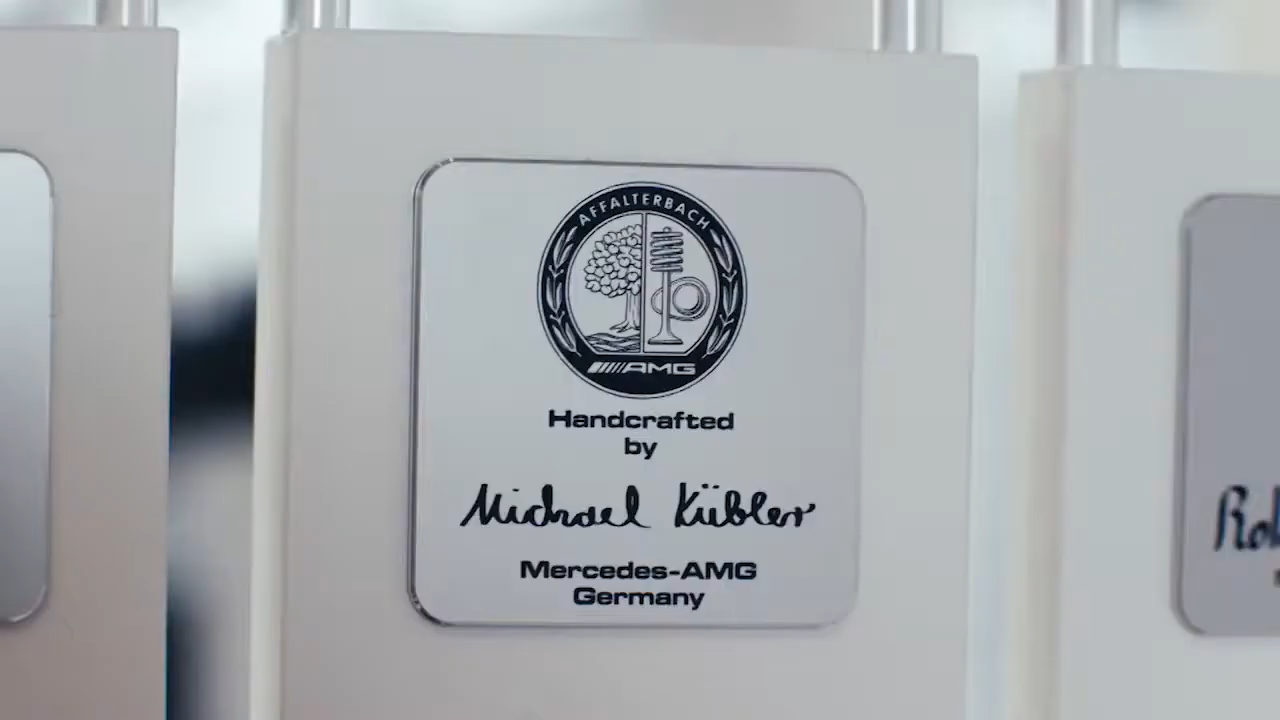 AFFALTERBACH
AMG
Handcrafted
by
Michael Kübler
Mercedes-AMG
Germany